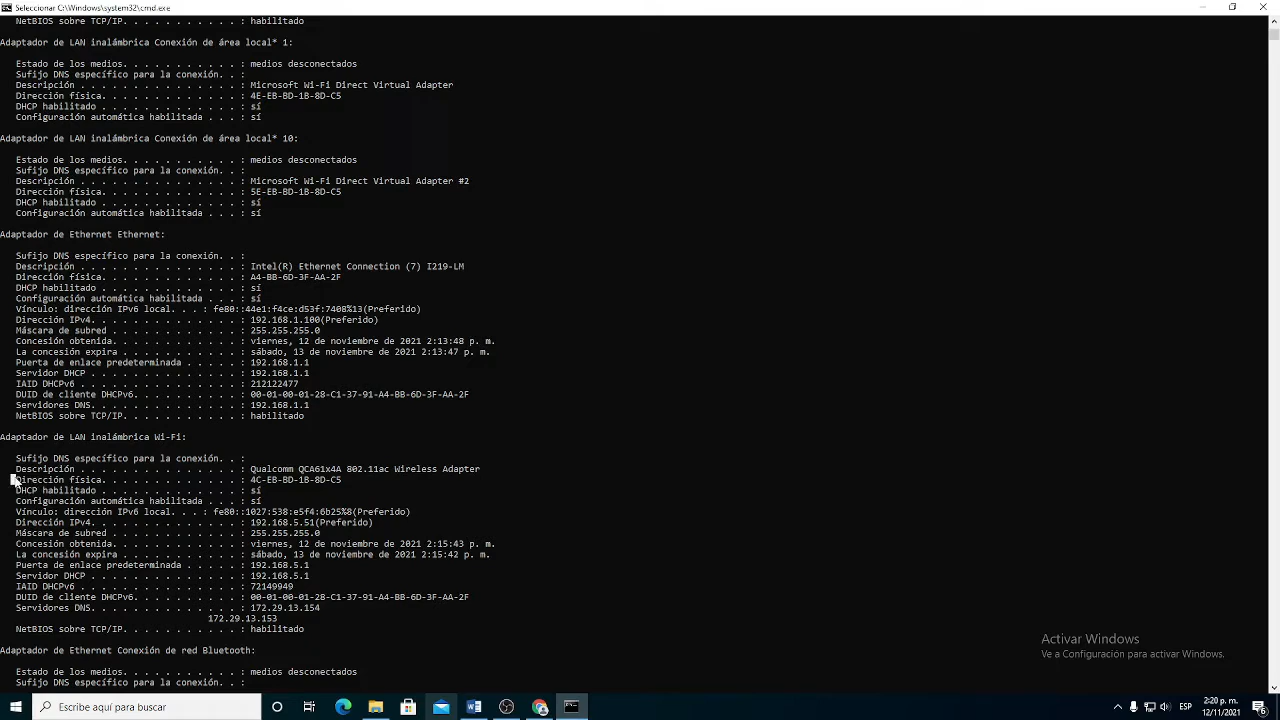 Seleccionar C:\Windows\system32\cmd.exe
NetBIOS sobre TCP/IP. . . . . . . . . . . : habilitado
Adaptador de LAN inalámbrica Conexión de área local* 1:
Estado de los medios. . . . . . . . . . . : medios desconectados
Sufijo DNS específico para la conexión. . :
Descripción . . . . . . . . . . . . . . . : Microsoft Wi-Fi Direct Virtual Adapter
Dirección física. . . . . . . . . . . . . : 4E-EB-BD-1B-8D-C5
DHCP habilitado . . . . . . . . . . . . . : sí
Configuración automática habilitada . . . : sí
Adaptador de LAN inalámbrica Conexión de área local* 10:
Estado de los medios. . . . . . . . . . . : medios desconectados
Sufijo DNS específico para la conexión. . :
Descripción . . . . . . . . . . . . . . . : Microsoft Wi-Fi Direct Virtual Adapter #2
Dirección física. . . . . . . . . . . . . : 5E-EB-BD-1B-8D-C5
DHCP habilitado . . . . . . . . . . . . . : sí
Configuración automática habilitada . . . : sí
Adaptador de Ethernet Ethernet:
Sufijo DNS específico para la conexión. . :
Descripción . . . . . . . . . . . . . . . : Intel(R) Ethernet Connection (7) I219-LM
Dirección física. . . . . . . . . . . . . : A4-BB-6D-3F-AA-2F
DHCP habilitado . . . . . . . . . . . . . : sí
Configuración automática habilitada . . . : sí
Vínculo: dirección IPv6 local. . . : fe80::44e1:f4ce:d53f:7408%13(Preferido)
Dirección IPv4. . . . . . . . . . . . . . : 192.168.1.100(Preferido)
Máscara de subred . . . . . . . . . . . . : 255.255.255.0
Concesión obtenida. . . . . . . . . . . . : viernes, 12 de noviembre de 2021 2:13:48 p. m.
La concesión expira . . . . . . . . . . . : sábado, 13 de noviembre de 2021 2:13:47 p. m.
Puerta de enlace predeterminada . . . . . : 192.168.1.1
Servidor DHCP . . . . . . . . . . . . . . : 192.168.1.1
IAID DHCPv6 . . . . . . . . . . . . . . . : 212122477
DUID de cliente DHCPv6. . . . . . . . . . : 00-01-00-01-28-C1-37-91-A4-BB-6D-3F-AA-2F
Servidores DNS. . . . . . . . . . . . . . : 192.168.1.1
NetBIOS sobre TCP/IP. . . . . . . . . . . : habilitado
Adaptador de LAN inalámbrica Wi-Fi:
Sufijo DNS específico para la conexión. . :
Descripción . . . . . . . . . . . . . . . : Qualcomm QCA61x4A 802.11ac Wireless Adapter
Dirección física. . . . . . . . . . . . . : 4C-EB-BD-1B-8D-C5
DHCP habilitado . . . . . . . . . . . . . : sí
Configuración automática habilitada . . . : sí
Vínculo: dirección IPv6 local. . . : fe80::1027:538:e5f4:6b25%8(Preferido)
Dirección IPv4. . . . . . . . . . . . . . : 192.168.5.51(Preferido)
Máscara de subred . . . . . . . . . . . . : 255.255.255.0
Concesión obtenida. . . . . . . . . . . . : viernes, 12 de noviembre de 2021 2:15:43 p. m.
La concesión expira . . . . . . . . . . . : sábado, 13 de noviembre de 2021 2:15:42 p. m.
Puerta de enlace predeterminada . . . . . : 192.168.5.1
Servidor DHCP . . . . . . . . . . . . . . : 192.168.5.1
IAID DHCPv6 . . . . . . . . . . . . . . . : 72149949
DUID de cliente DHCPv6. . . . . . . . . . : 00-01-00-01-28-C1-37-91-A4-BB-6D-3F-AA-2F
Servidores DNS. . . . . . . . . . . . . . : 172.29.13.154
172.29.13.153
NetBIOS sobre TCP/IP. . . . . . . . . . . : habilitado
Adaptador de Ethernet Conexión de red Bluetooth:
Estado de los medios. . . . . . . . . . . : medios desconectados
Sufijo DNS específico para la conexión. . :
Activar Windows
Ve a Configuración para activar Windows.
Escribe aquí para buscar
ESP
2:20 p. m.
12/11/2021
6